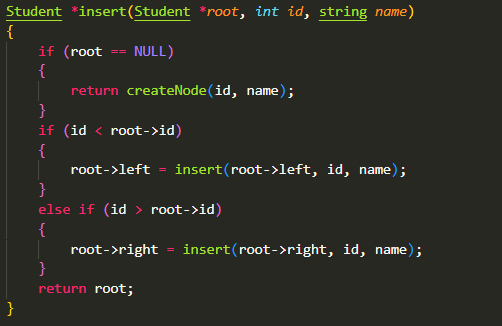 Student *insert(Student *root, int id, string name)
{
    if (root == NULL)
    {
        return createNode(id, name);
    }
    if (id < root->id)
    {
        root->left = insert(root->left, id, name);
    }
    else if (id > root->id)
    {
        root->right = insert(root->right, id, name);
    }
    return root;
}